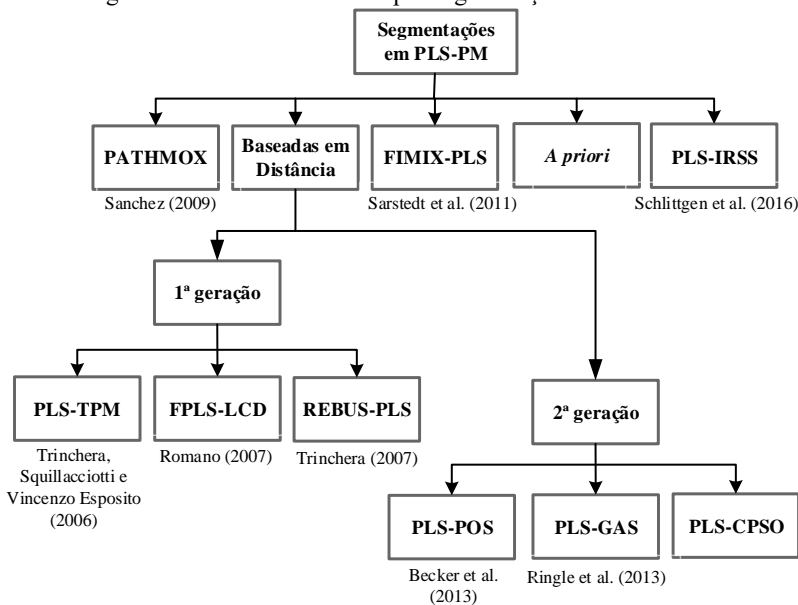 Segmentações
em PLS-PM
PATHMOX
Baseadas em
Distância
FIMIX-PLS
A priori
PLS-IRSS
Sanchez (2009)
Sarstedt et al. (2011)
Schlittgen et al. (2016)
1ª geração
PLS-TPM
FPLS-LCD
REBUS-PLS
2ª geração
Trinchera,
Squillacciotti e
Vincenzo Esposito
(2006)
Romano (2007)
Trinchera (2007)
PLS-POS
PLS-GAS
PLS-CPSO
Becker et al.
(2013)
Ringle et al. (2013)